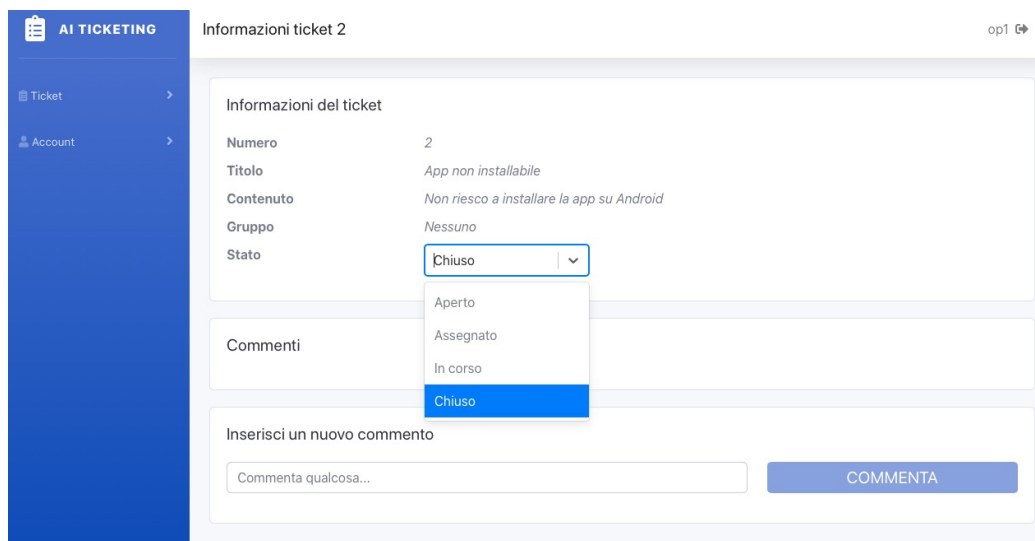 AI TICKETING
Informazioni ticket 2
op1
Ticket
Account
Informazioni del ticket
Numero 2
Titolo App non installabile
Contenuto Non riesco a installare la app su Android
Gruppo Nessuno
Stato Chiuso
Aperto
Assegnato
In corso
Chiuso
Commenti
Inserisci un nuovo commento
Commenta qualcosa...
COMMENTA